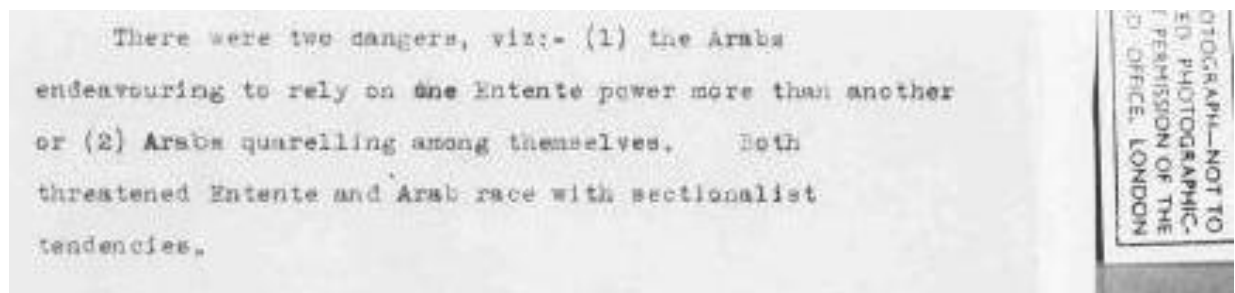 There were two dangers, viz:- (1) the Arabs
endeavouring to rely on one Entente power more than another
or (2) Arabs quarelling among themselves. Both
threatened Entente and Arab race with sectionalist
tendencies.
OTOGRAPH—NOT TO
ED PHOTOGRAPHIC-
T PERMISSION OF THE
D OFFICE, LONDON